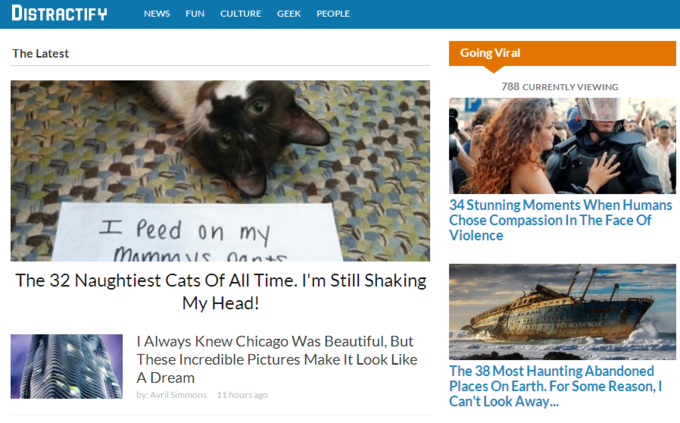 DISTRACTIFY
NEWS FUN CULTURE GEEK PEOPLE
The Latest
I Peed on my
Mommys pants
The 32 Naughtiest Cats Of All Time. I'm Still Shaking
My Head!
I Always Knew Chicago Was Beautiful, But
These Incredible Pictures Make It Look Like
A Dream
by: Avril Simmons 11 hours ago
Going Viral
788 CURRENTLY VIEWING
34 Stunning Moments When Humans
Chose Compassion In The Face Of
Violence
The 38 Most Haunting Abandoned
Places On Earth. For Some Reason, I
Can't Look Away...